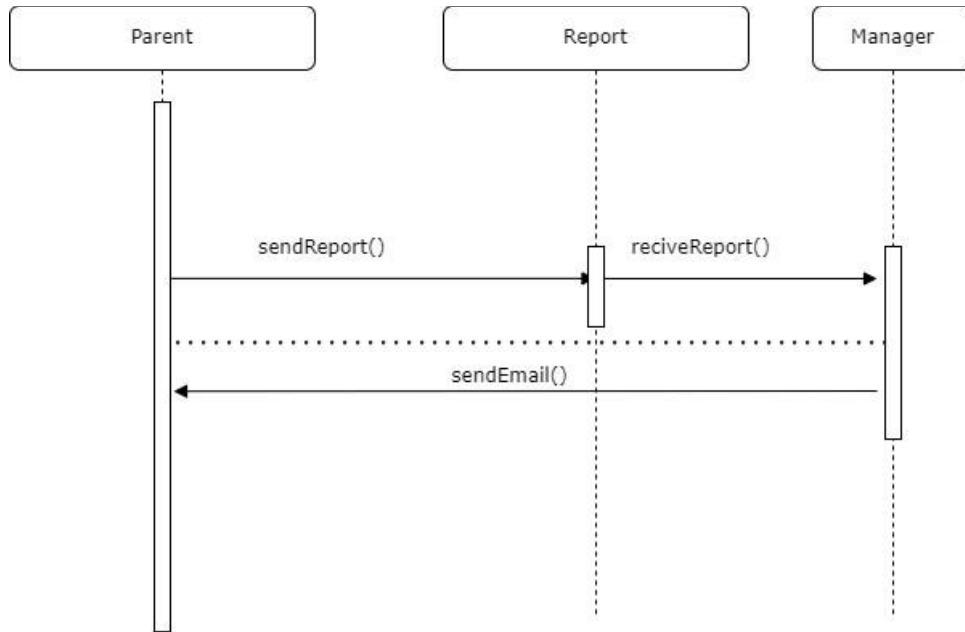 Parent
Report
Manager
sendReport()
reciveReport()
sendEmail()